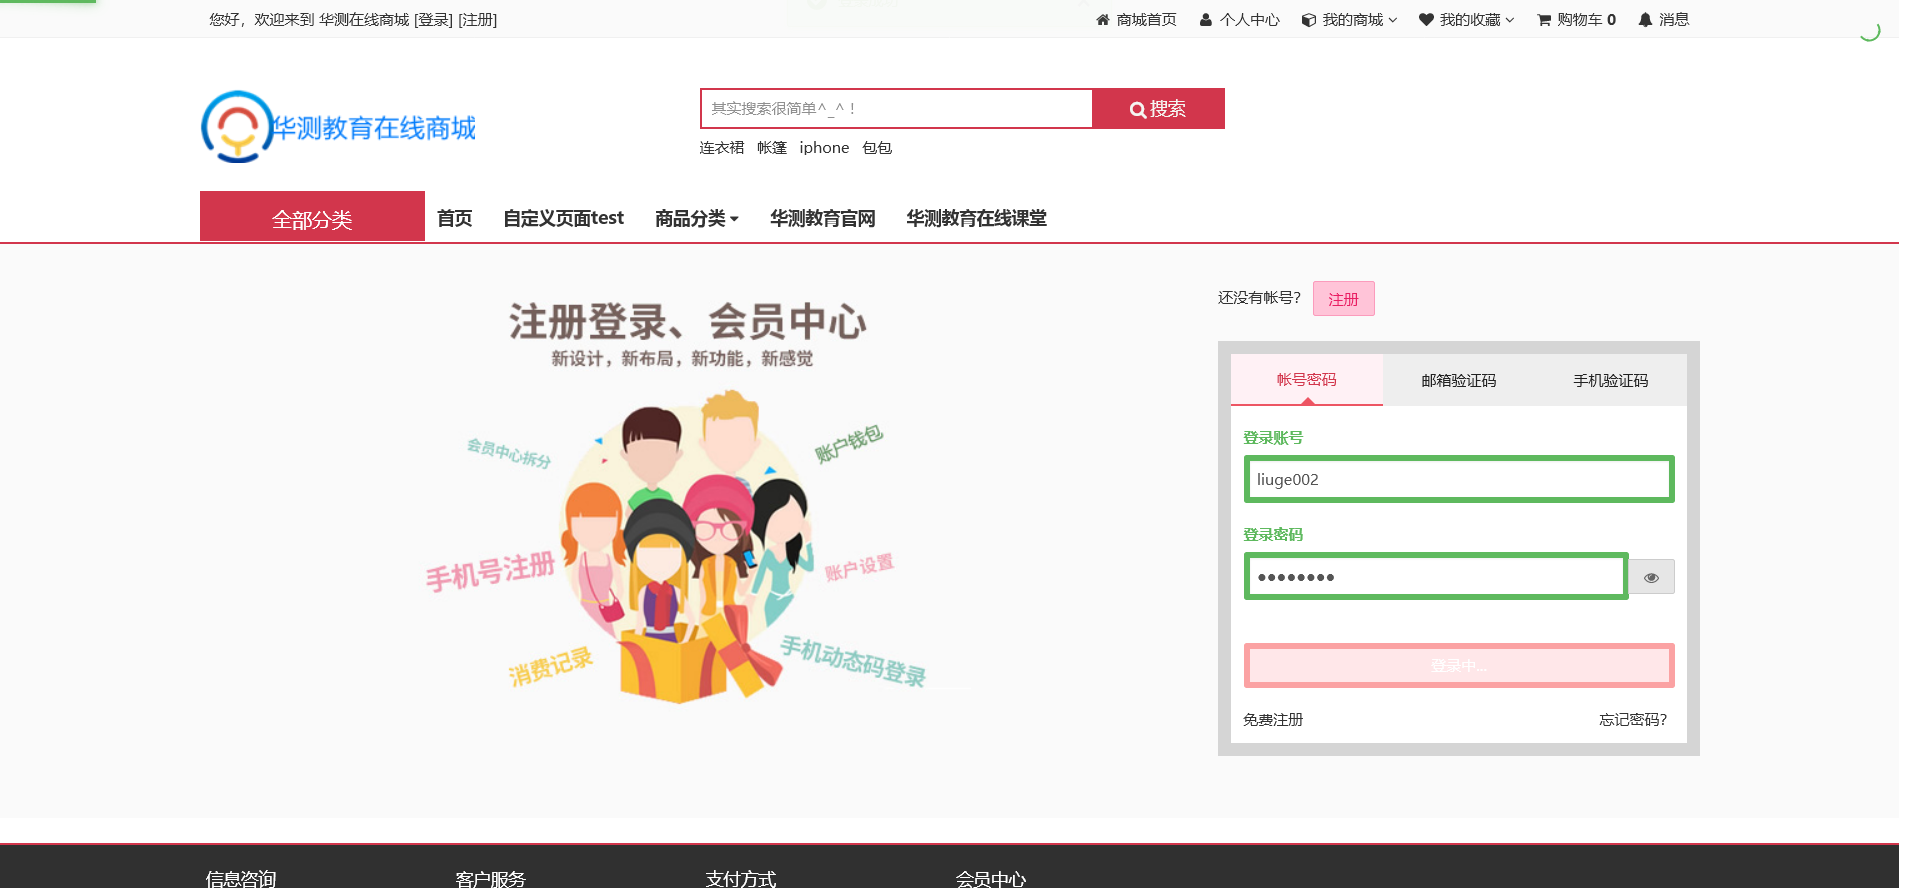 您好，欢迎来到 华测在线商城 [登录] [注册]
商城首页 个人中心 我的商城 我的收藏 购物车 0 消息
华测教育在线商城
其实搜索很简单^_^ !
搜索
连衣裙 帐篷 iphone 包包
全部分类 首页 自定义页面test 商品分类 华测教育官网 华测教育在线课堂
还没有帐号? 注册
注册登录、会员中心
新设计，新布局，新功能，新感觉
会员中心拆分
账户钱包
手机号注册
账户设置
消费记录
手机动态码登录
帐号密码 邮箱验证码 手机验证码
登录账号
liuge002
登录密码
••••••••
登录中...
免费注册 忘记密码?
信息咨询 客户服务 支付方式 会员中心